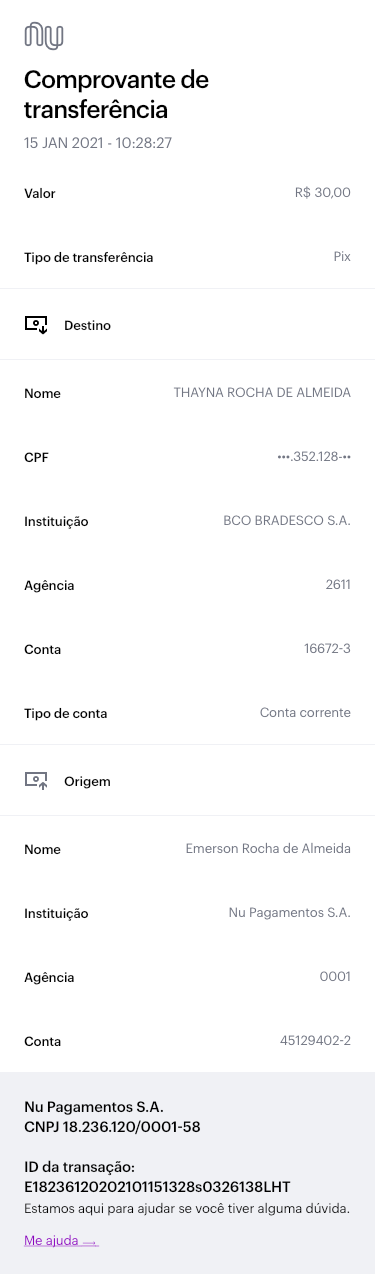 nu
Comprovante de
transferência
15 JAN 2021 - 10:28:27
Valor R$ 30,00
Tipo de transferência Pix
Destino
Nome THAYNA ROCHA DE ALMEIDA
CPF •••.352.128-••
Instituição BCO BRADESCO S.A.
Agência 2611
Conta 16672-3
Tipo de conta Conta corrente
Origem
Nome Emerson Rocha de Almeida
Instituição Nu Pagamentos S.A.
Agência 0001
Conta 45129402-2
Nu Pagamentos S.A.
CNPJ 18.236.120/0001-58
ID da transação:
E18236120202101151328s0326138LHT
Estamos aqui para ajudar se você tiver alguma dúvida.
Me ajuda →